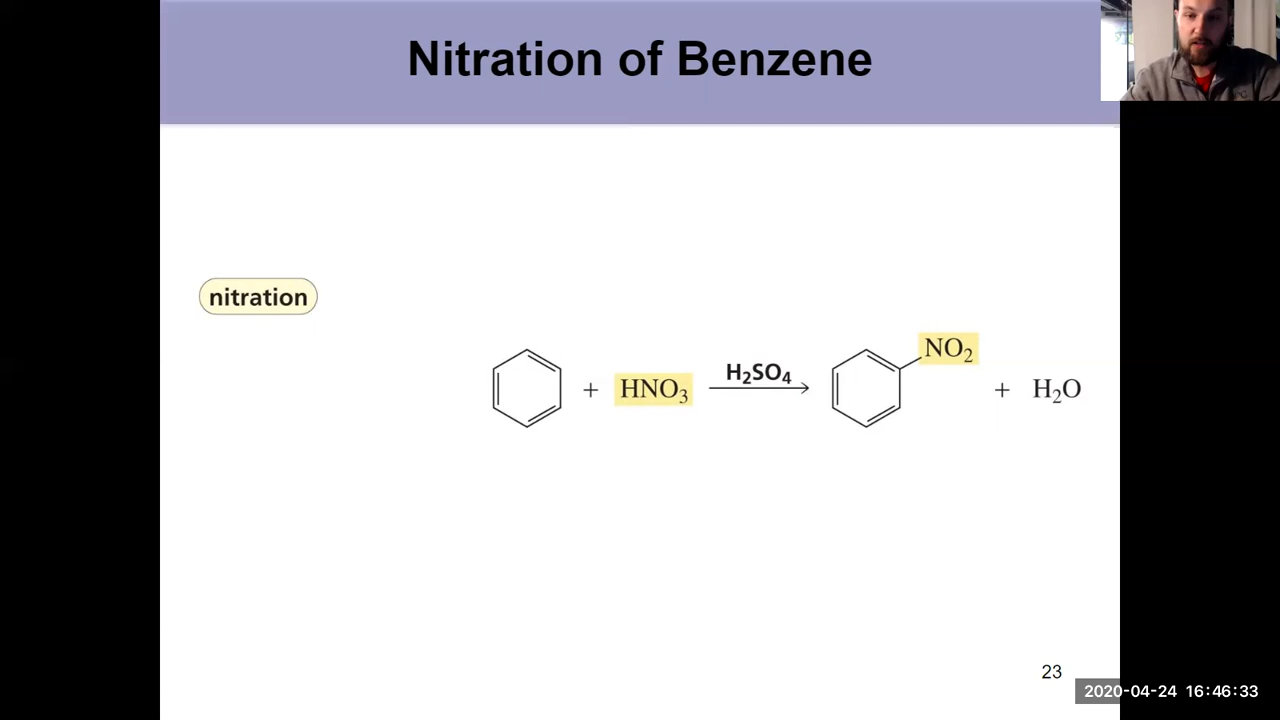 Nitration of Benzene
nitration
+ HNO₃ H₂SO₄ NO₂ + H₂O
23
2020-04-24 16:46:33